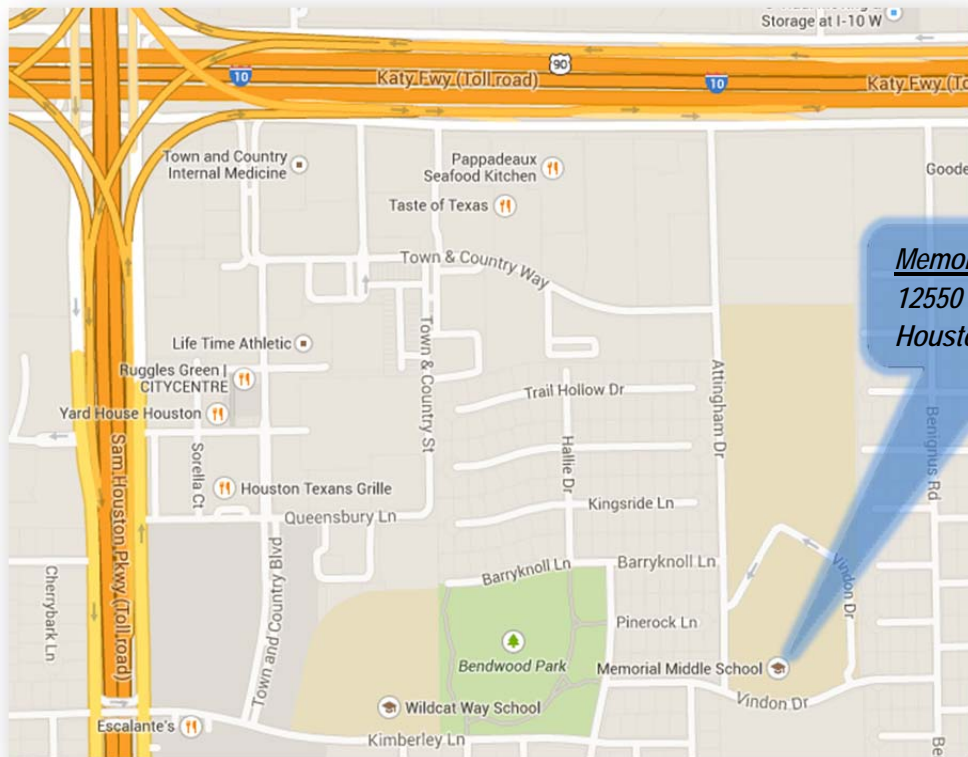 Storage at I-10 W
90
10
Katy Fwy (Toll road)
10
Katy Fwy (To
Town and Country
Internal Medicine
Pappadeaux
Seafood Kitchen
Goode
Taste of Texas
Town & Country Way
Memor
12550
Houst
Life Time Athletic
Ruggles Green |
CITYCENTRE
Yard House Houston
Town & Country St
Trail Hollow Dr
Attingham Dr
Benignus Rd
Sam Houston Pkwy (Toll road)
Sorella Ct
Hallie Dr
Houston Texans Grille
Kingsride Ln
Queensbury Ln
Cherrybark Ln
Town and Country Blvd
Barryknoll Ln
Barryknoll Ln
Vindon Dr
Pinerock Ln
Bendwood Park
Memorial Middle School
Wildcat Way School
Vindon Dr
Escalante's
Kimberley Ln
Be